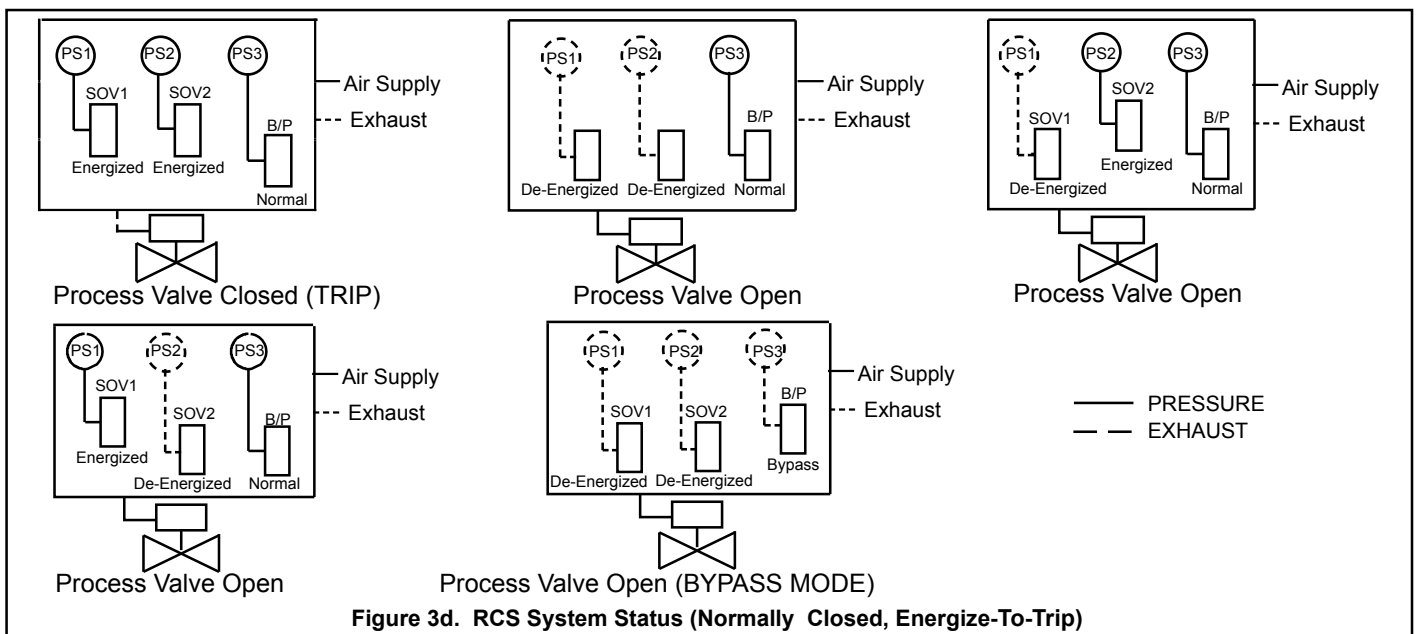 PS1 PS2 PS3
SOV1 SOV2 B/P
Energized Energized Normal
Air Supply
Exhaust
Process Valve Closed (TRIP)
PS1 PS2 PS3
B/P
De-Energized De-Energized Normal
Air Supply
Exhaust
Process Valve Open
PS1 PS2 PS3
SOV1 SOV2 B/P
De-Energized Energized Normal
Air Supply
Exhaust
Process Valve Open
PS1 PS2 PS3
SOV1 SOV2 B/P
Energized De-Energized Normal
Air Supply
Exhaust
Process Valve Open
PS1 PS2 PS3
SOV1 SOV2 B/P
De-Energized De-Energized Bypass
Air Supply
Exhaust
Process Valve Open (BYPASS MODE)
PRESSURE
EXHAUST
Figure 3d. RCS System Status (Normally Closed, Energize-To-Trip)